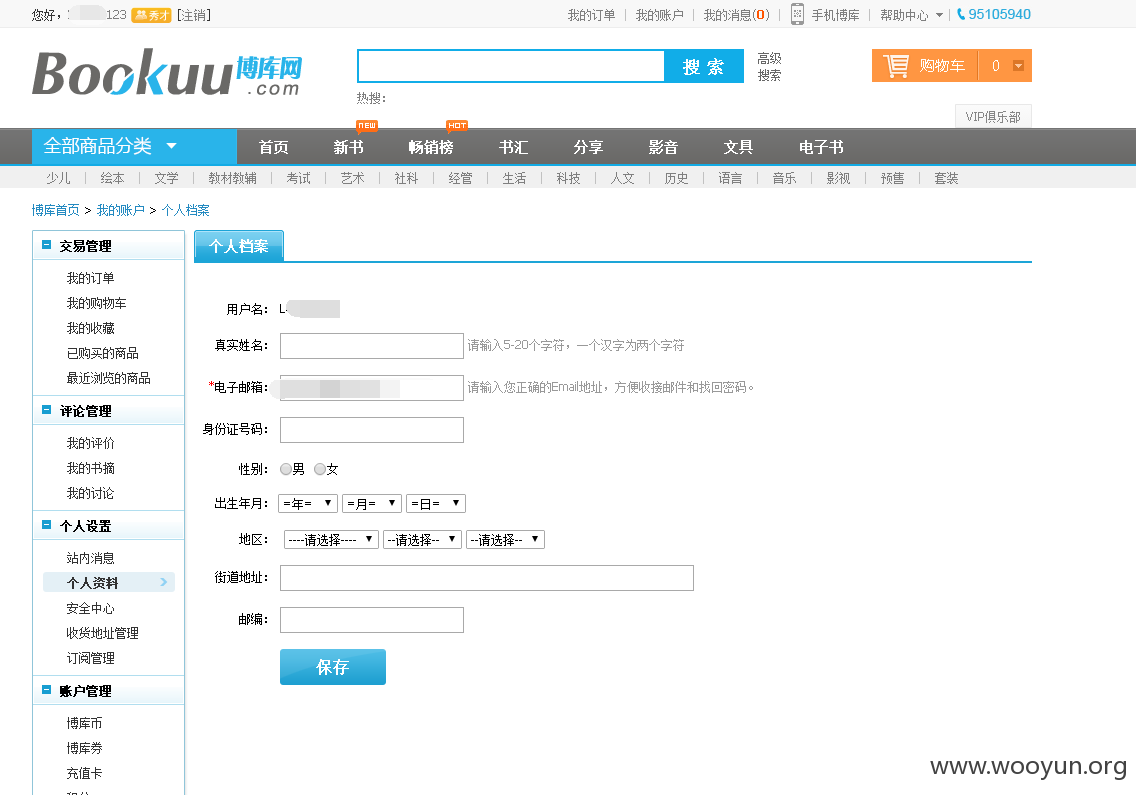 您好, 123 秀才 [注销] 我的订单 | 我的账户 | 我的消息(0) | 手机博库 | 帮助中心 | 95105940
Bookuu博库网.com
搜 索 高级搜索
购物车 0
热搜:
VIP俱乐部
NEW HOT
全部商品分类 首页 新书 畅销榜 书汇 分享 影音 文具 电子书
少儿 | 绘本 | 文学 | 教材教辅 | 考试 | 艺术 | 社科 | 经管 | 生活 | 科技 | 人文 | 历史 | 语言 | 音乐 | 影视 | 预售 | 套装
博库首页 > 我的账户 > 个人档案
交易管理
我的订单
我的购物车
我的收藏
已购买的商品
最近浏览的商品
评论管理
我的评价
我的书摘
我的讨论
个人设置
站内消息
个人资料
安全中心
收货地址管理
订阅管理
账户管理
博库币
博库券
充值卡
个人档案
用户名: L
真实姓名: 请输入5-20个字符，一个汉字为两个字符
*电子邮箱: 请输入您正确的Email地址，方便收接邮件和找回密码。
身份证号码:
性别: 男 女
出生年月: =年= =月= =日=
地区: ----请选择---- --请选择-- --请选择--
街道地址:
邮编:
保存
www.wooyun.org